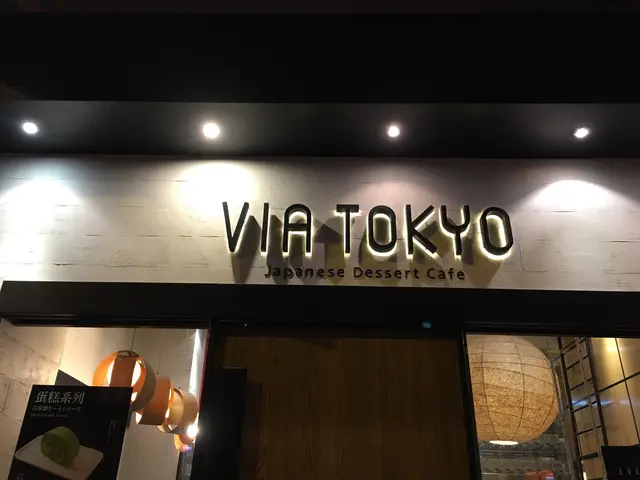 VIA TOKYO
Japanese Dessert Cafe
蛋糕系列